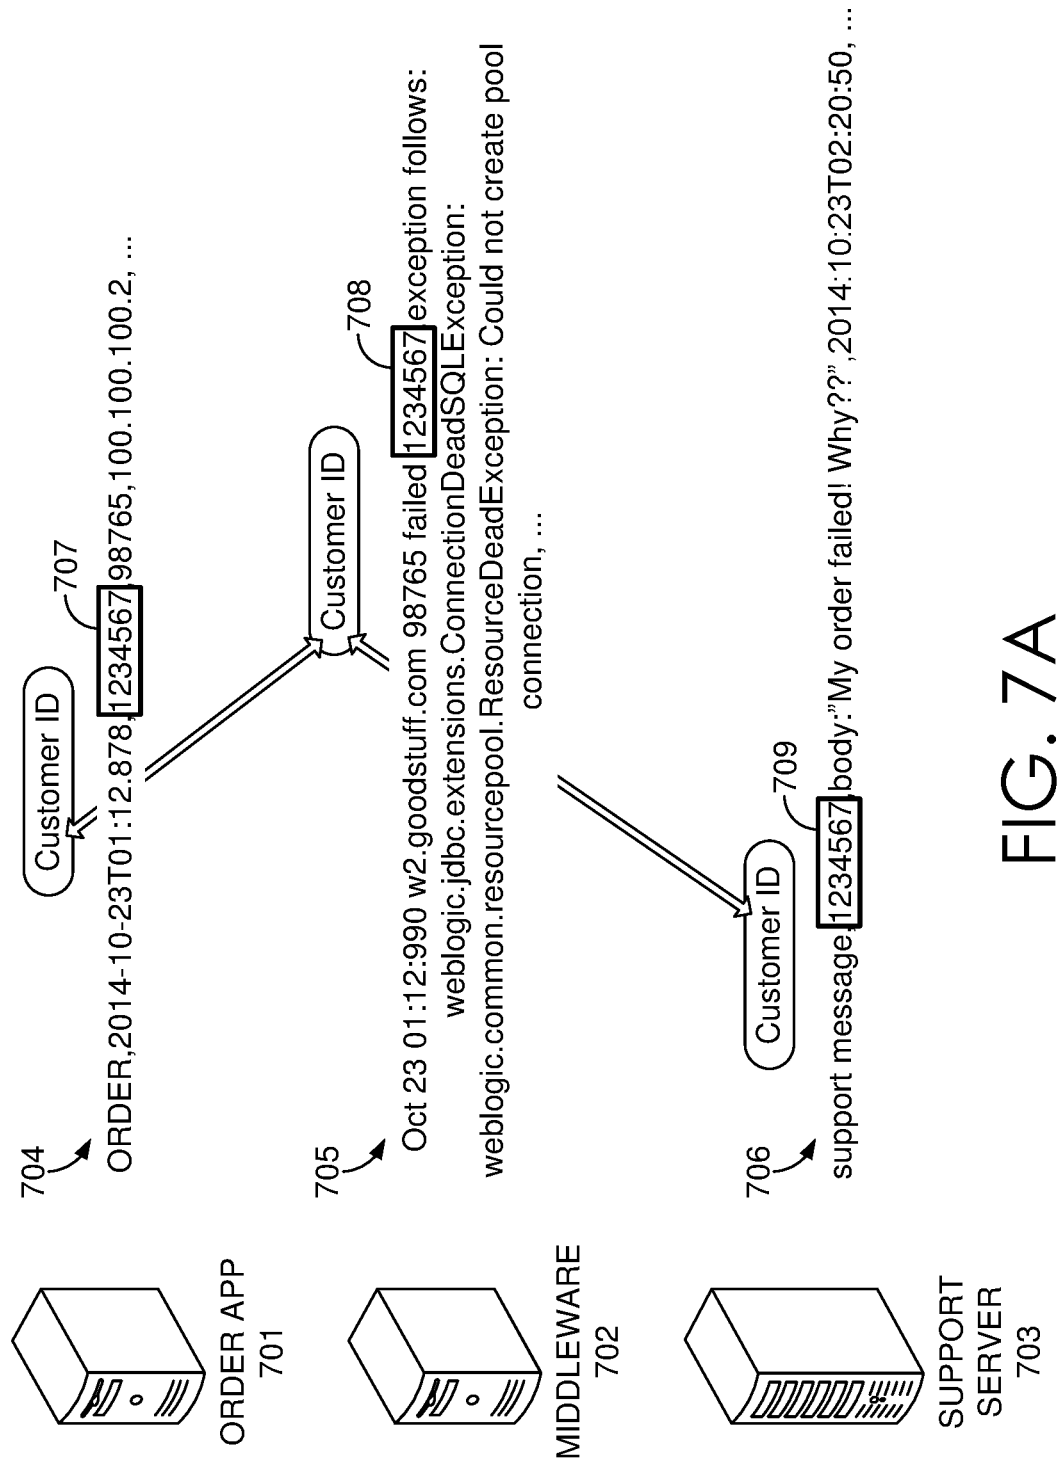 ORDER APP
701
704
Customer ID
707
ORDER,2014-10-23T01:12.878,1234567,98765,100.100.100.2, ...
MIDDLEWARE
702
705
Customer ID
708
Oct 23 01:12:990 w2.goodstuff.com 98765 failed 1234567 exception follows:
weblogic.jdbc.extensions.ConnectionDeadSQLException:
weblogic.common.resourcepool.ResourceDeadException: Could not create pool
connection, ...
SUPPORT
SERVER
703
706
Customer ID
709
support message,1234567,body:”My order failed! Why??”,2014:10:23T02:20:50, ...
FIG. 7A